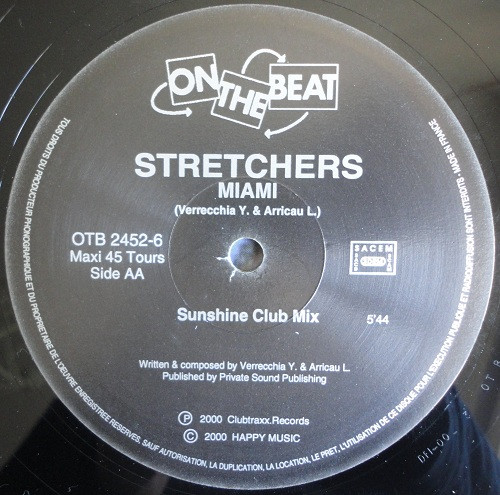 ON
THE
BEAT
STRETCHERS
MIAMI
(Verrecchia Y. & Arricau L.)
OTB 2452-6
Maxi 45 Tours
Side AA
SACEM
Sunshine Club Mix
5'44
Written & composed by Verrecchia Y. & Arricau L.
Published by Private Sound Publishing
Ⓟ 2000 Clubtraxx.Records
© 2000 HAPPY MUSIC
TOUS DROITS DU PRODUCTEUR PHONOGRAPHIQUE ET DU PROPRIETAIRE DE L'OEUVRE ENREGISTREE RESERVES, SAUF AUTORISATION, LA DUPLICATION, LA LOCATION, LE PRET, L'UTILISATION DE CE DISQUE POUR L'EXECUTION PUBLIQUE ET RADIODIFFUSION SONT INTERDITS · MADE IN FRANCE